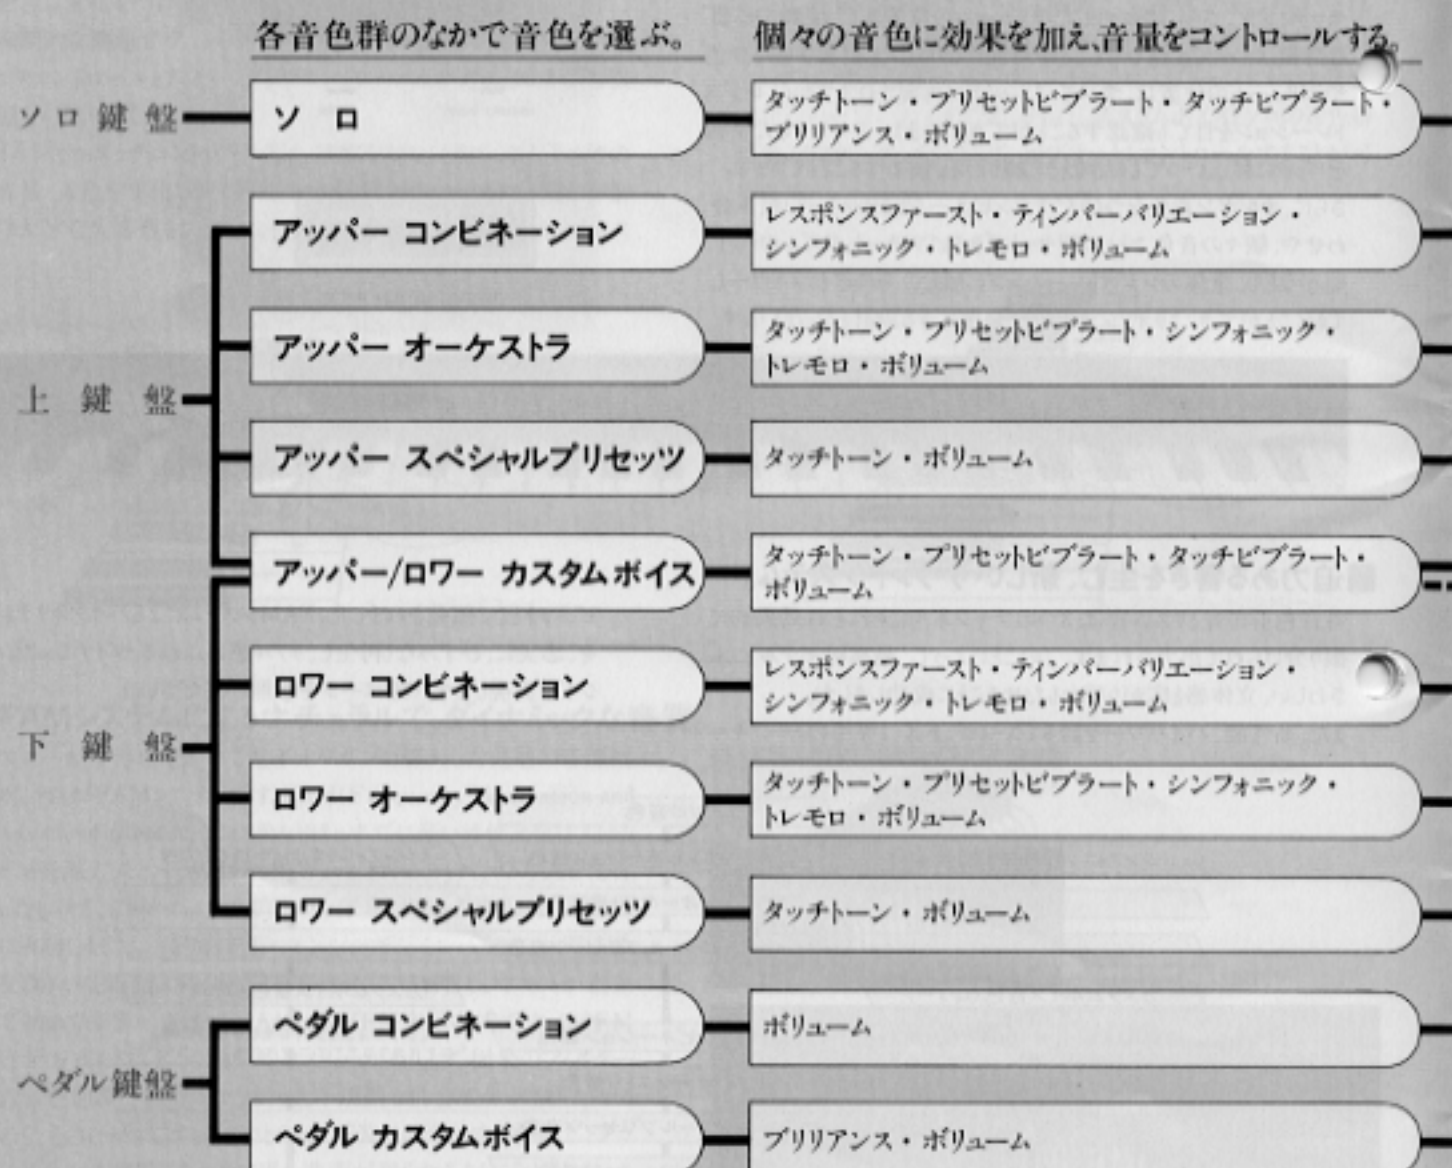 各音色群のなかで音色を選ぶ。
個々の音色に効果を加え、音量をコントロールする。
ソロ鍵盤
ソロ
タッチトーン・プリセットビブラート・タッチビブラート・
ブリリアンス・ボリューム
アッパー コンビネーション
レスポンスファースト・ティンバーバリエーション・
シンフォニック・トレモロ・ボリューム
アッパー オーケストラ
タッチトーン・プリセットビブラート・シンフォニック・
トレモロ・ボリューム
上鍵盤
アッパー スペシャルプリセッツ
タッチトーン・ボリューム
アッパー/ロワー カスタムボイス
タッチトーン・プリセットビブラート・タッチビブラート・
ボリューム
ロワー コンビネーション
レスポンスファースト・ティンバーバリエーション・
シンフォニック・トレモロ・ボリューム
下鍵盤
ロワー オーケストラ
タッチトーン・プリセットビブラート・シンフォニック・
トレモロ・ボリューム
ロワー スペシャルプリセッツ
タッチトーン・ボリューム
ペダル コンビネーション
ボリューム
ペダル鍵盤
ペダル カスタムボイス
ブリリアンス・ボリューム